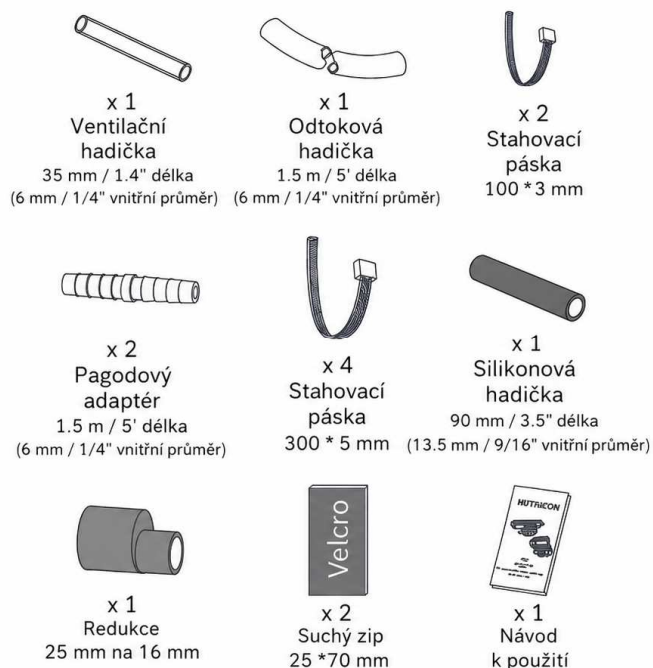 x 1
Ventilační
hadička
35 mm / 1.4" délka
(6 mm / 1/4" vnitřní průměr)
x 1
Odtoková
hadička
1.5 m / 5' délka
(6 mm / 1/4" vnitřní průměr)
x 2
Stahovací
páska
100 * 3 mm
x 2
Pagodový
adaptér
1.5 m / 5' délka
(6 mm / 1/4" vnitřní průměr)
x 4
Stahovací
páska
300 * 5 mm
x 1
Silikonová
hadička
90 mm / 3.5" délka
(13.5 mm / 9/16" vnitřní průměr)
x 1
Redukce
25 mm na 16 mm
Velcro
x 2
Suchý zip
25 *70 mm
HUTRICON
x 1
Návod
k použití